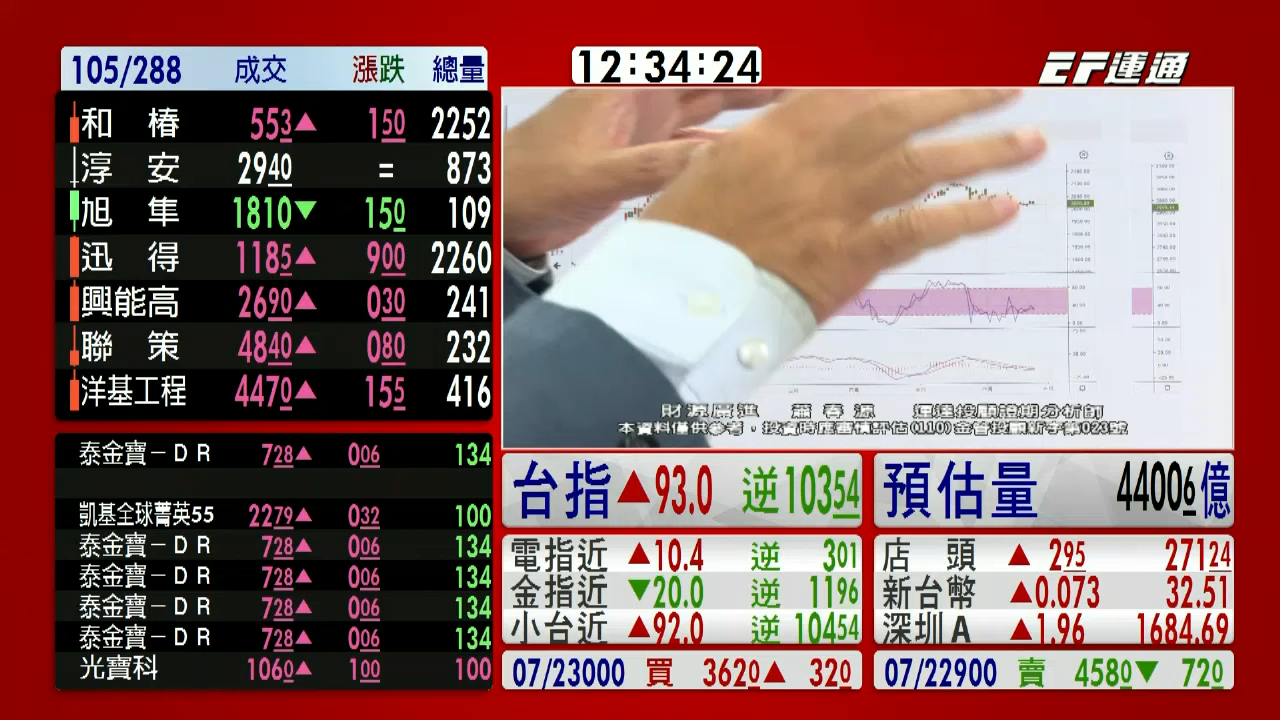 105/288 成交 漲跌 總量
12:34:24
EF運通
和椿 553▲ 150 2252
淳安 2940 = 873
旭隼 1810▼ 150 109
迅得 1185▲ 900 2260
興能高 2690▲ 030 241
聯策 4840▲ 080 232
洋基工程 4470▲ 155 416
泰金寶－DR 728▲ 006 134
凱基全球菁英55 2279▲ 032 100
泰金寶－DR 728▲ 006 134
泰金寶－DR 728▲ 006 134
泰金寶－DR 728▲ 006 134
泰金寶－DR 728▲ 006 134
光寶科 1060▲ 100 100
財源廣進 蕭春源 運達投顧證期分析師
本資料僅供參考，投資時應審慎評估(110)金管投顧新字第023號
台指▲93.0 逆10354
預估量 44006億
電指近 ▲10.4 逆 301
金指近 ▼20.0 逆 1196
小台近 ▲92.0 逆 10454
店頭 ▲ 295 27124
新台幣 ▲0.073 32.51
深圳A ▲1.96 1684.69
07/23000 買 3620▲ 320
07/22900 賣 4580▼ 720